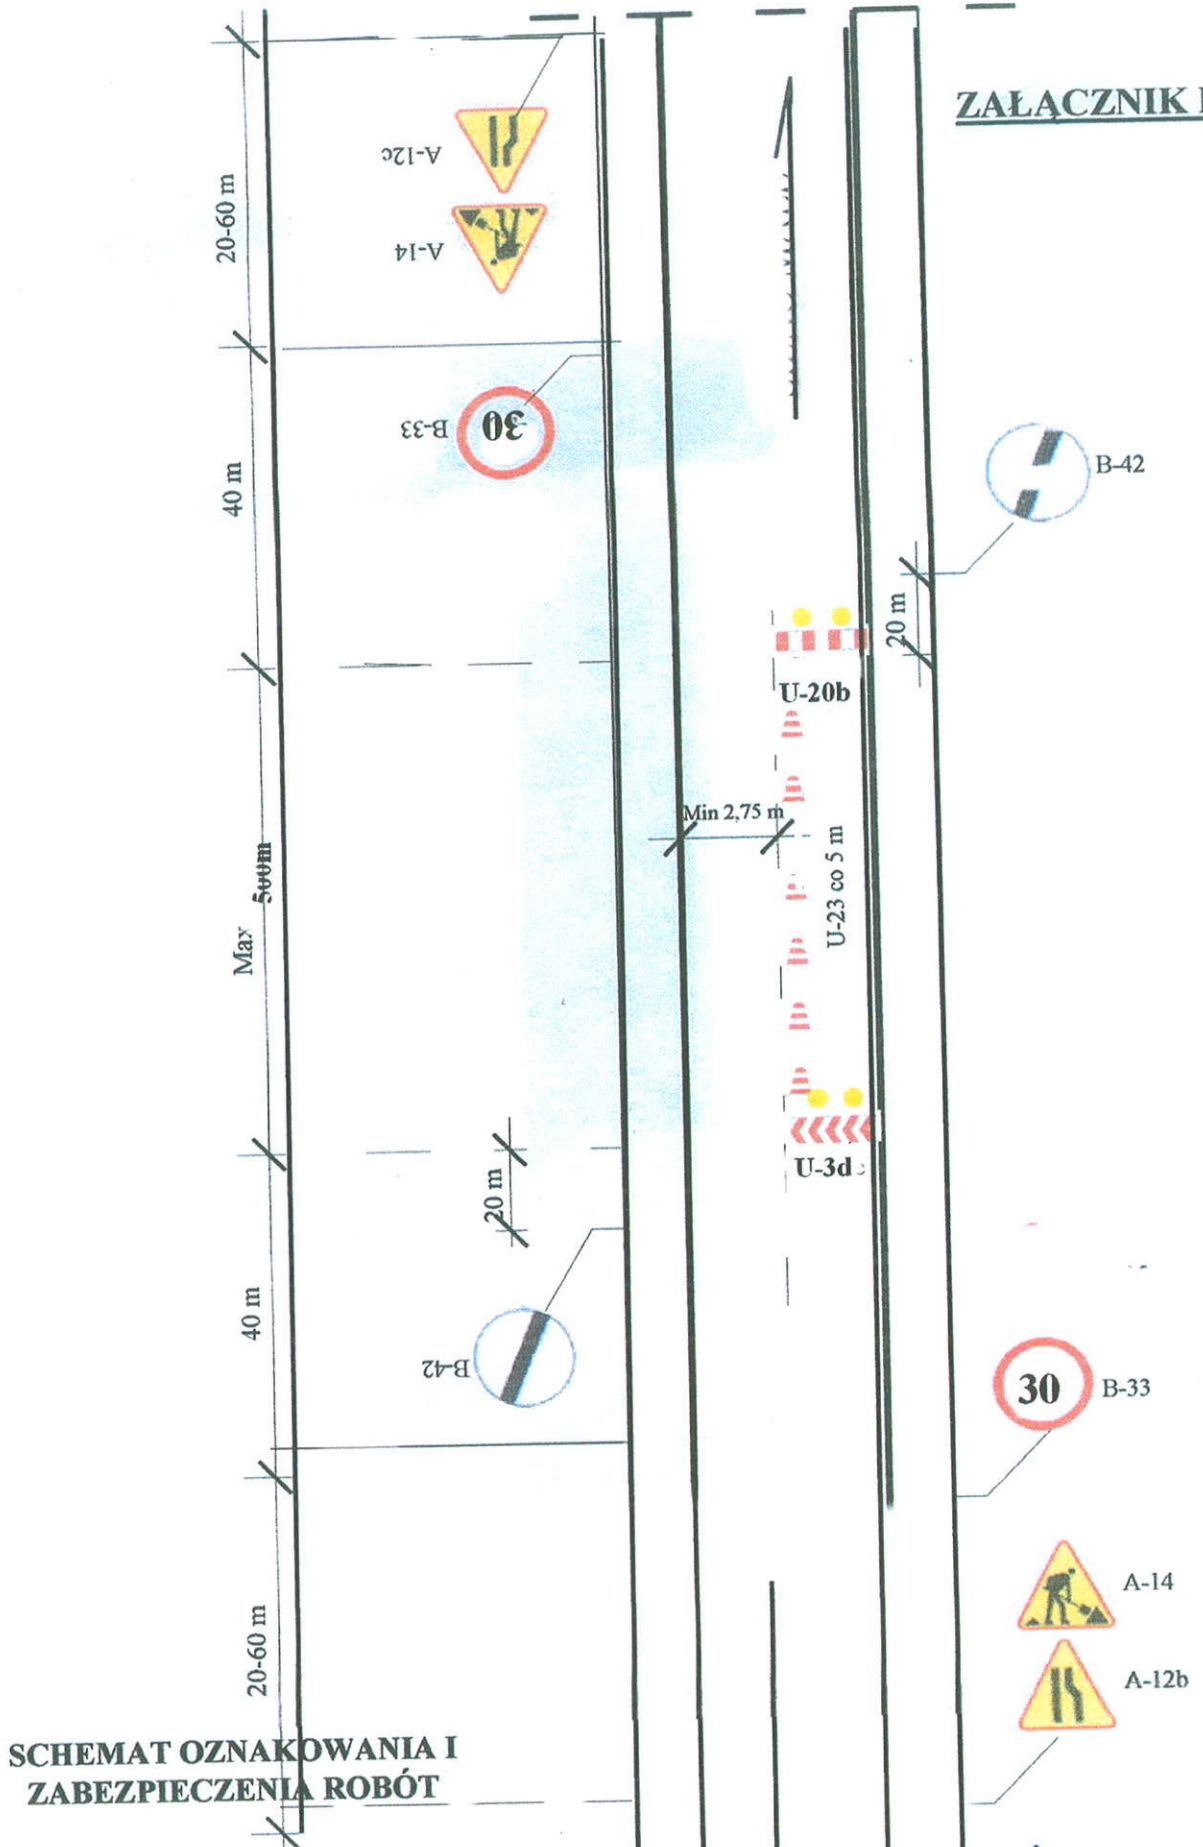 ZAŁĄCZNIK
A-12c
A-14
20-60 m
30
B-33
40 m
B-42
20 m
U-20b
Min 2,75 m
U-23 co 5 m
Max 500m
U-3d
20 m
40 m
B-42
30
B-33
A-14
A-12b
20-60 m
SCHEMAT OZNAKOWANIA I
ZABEZPIECZENIA ROBÓT